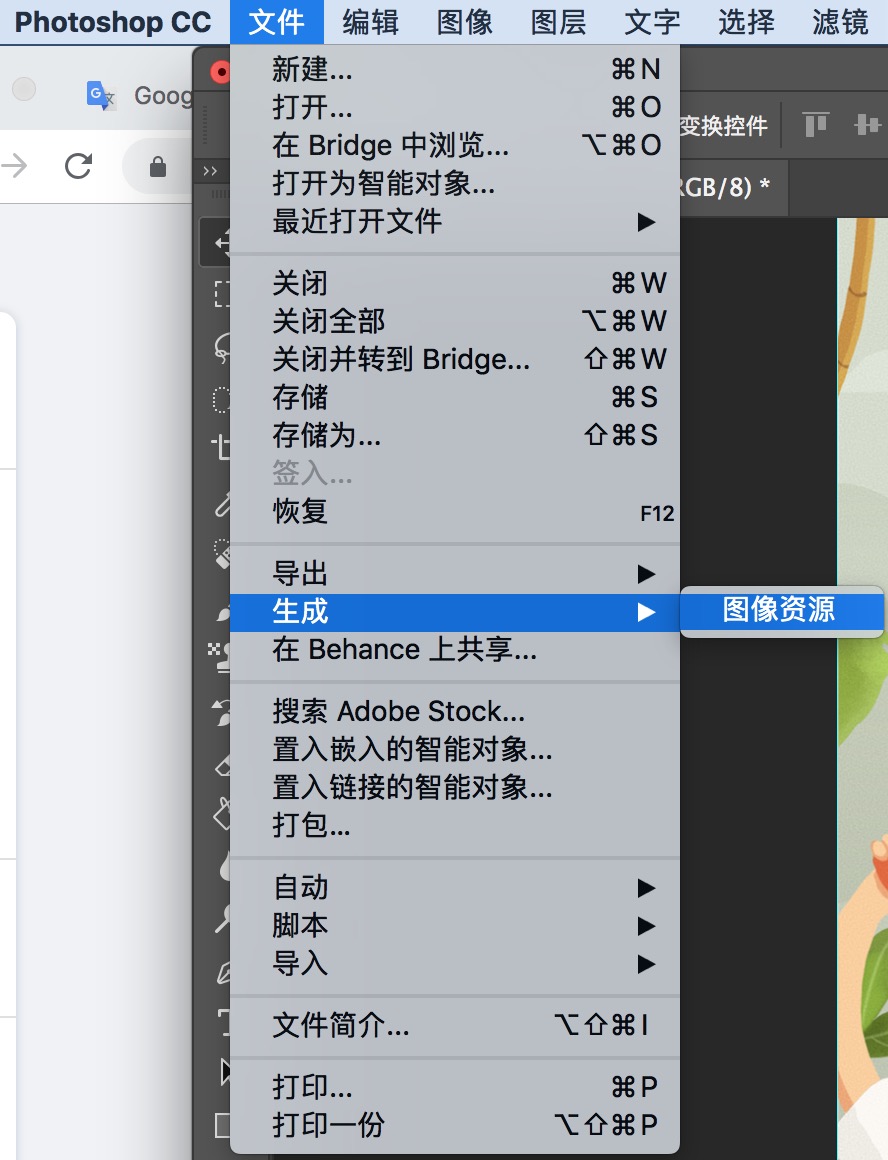 Photoshop CC 文件 编辑 图像 图层 文字 选择 滤镜
Goog
新建... ⌘N
打开... ⌘O
在 Bridge 中浏览... ⌥⌘O
变换控件
打开为智能对象...
RGB/8) *
最近打开文件 ▶
关闭 ⌘W
关闭全部 ⌥⌘W
关闭并转到 Bridge... ⇧⌘W
存储 ⌘S
存储为... ⇧⌘S
签入...
恢复 F12
导出 ▶
生成 ▶ 图像资源
在 Behance 上共享...
搜索 Adobe Stock...
置入嵌入的智能对象...
置入链接的智能对象...
打包...
自动 ▶
脚本 ▶
导入 ▶
文件简介... ⌥⇧⌘I
打印... ⌘P
打印一份 ⌥⇧⌘P